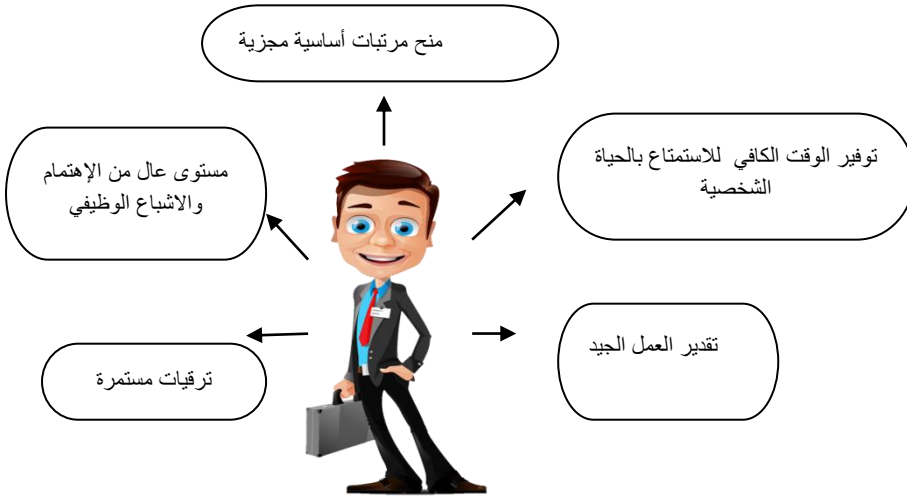 منح مرتبات أساسية مجزية
توفير الوقت الكافي للاستمتاع بالحياة
الشخصية
مستوى عال من الإهتمام
والاشباع الوظيفي
تقدير العمل الجيد
ترقيات مستمرة